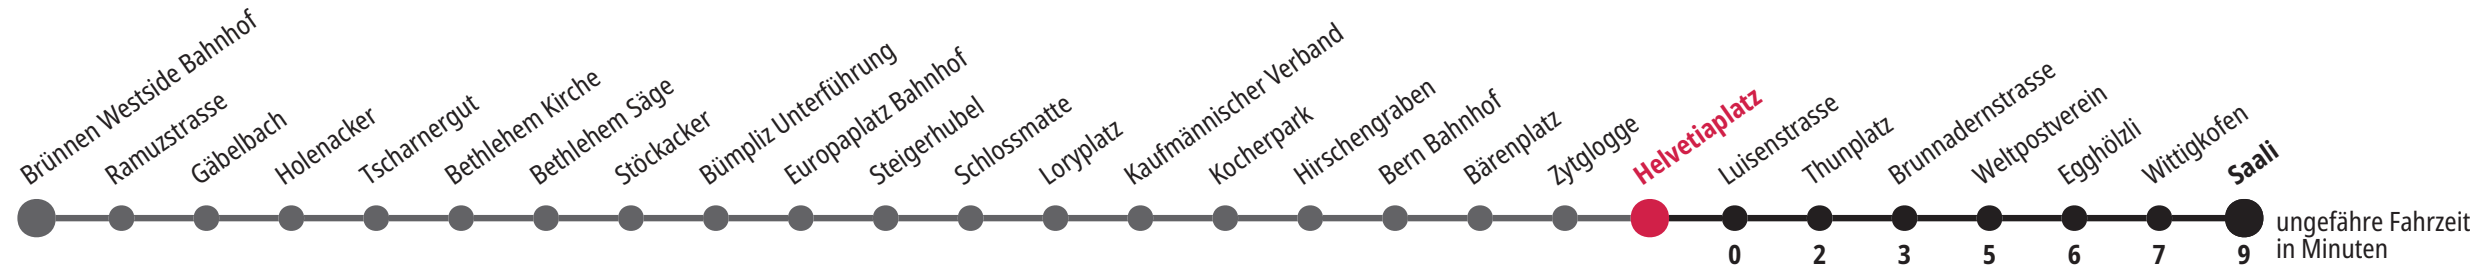 Brünnen Westside Bahnhof
Ramuzstrasse
Gäbelbach
Holenacker
Tscharnergut
Bethlehem Kirche
Bethlehem Säge
Stöckacker
Bümpliz Unterführung
Europaplatz Bahnhof
Steigerhubel
Schlossmatte
Loryplatz
Kaufmännischer Verband
Kocherpark
Hirschengraben
Bern Bahnhof
Bärenplatz
Zytglogge
Helvetiaplatz
Luisenstrasse
Thunplatz
Brunnadernstrasse
Weltpostverein
Egghölzli
Wittigkofen
Saali
0 2 3 5 6 7 9
ungefähre Fahrzeit
in Minuten